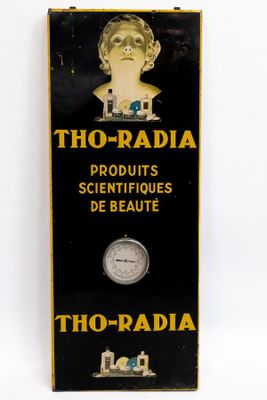 THO-RADIA
PRODUITS
SCIENTIFIQUES
DE BEAUTÉ
THO-RADIA